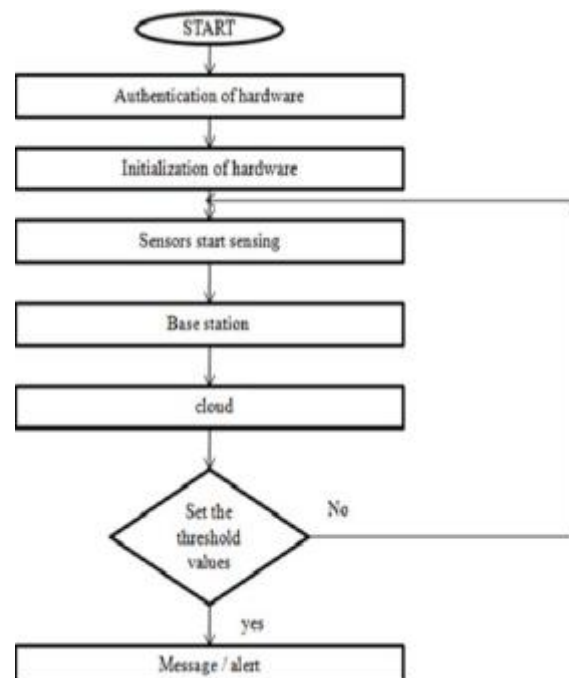 START
Authentication of hardware
Initialization of hardware
Sensors start sensing
Base station
cloud
Set the
threshold
values
No
yes
Message / alert